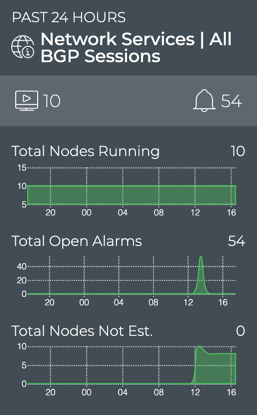 PAST 24 HOURS
Network Services | All
BGP Sessions
10 54
Total Nodes Running 10
15
10
5
20 00 04 08 12 16
Total Open Alarms 54
40
20
0
20 00 04 08 12 16
Total Nodes Not Est. 0
10
5
0
20 00 04 08 12 16